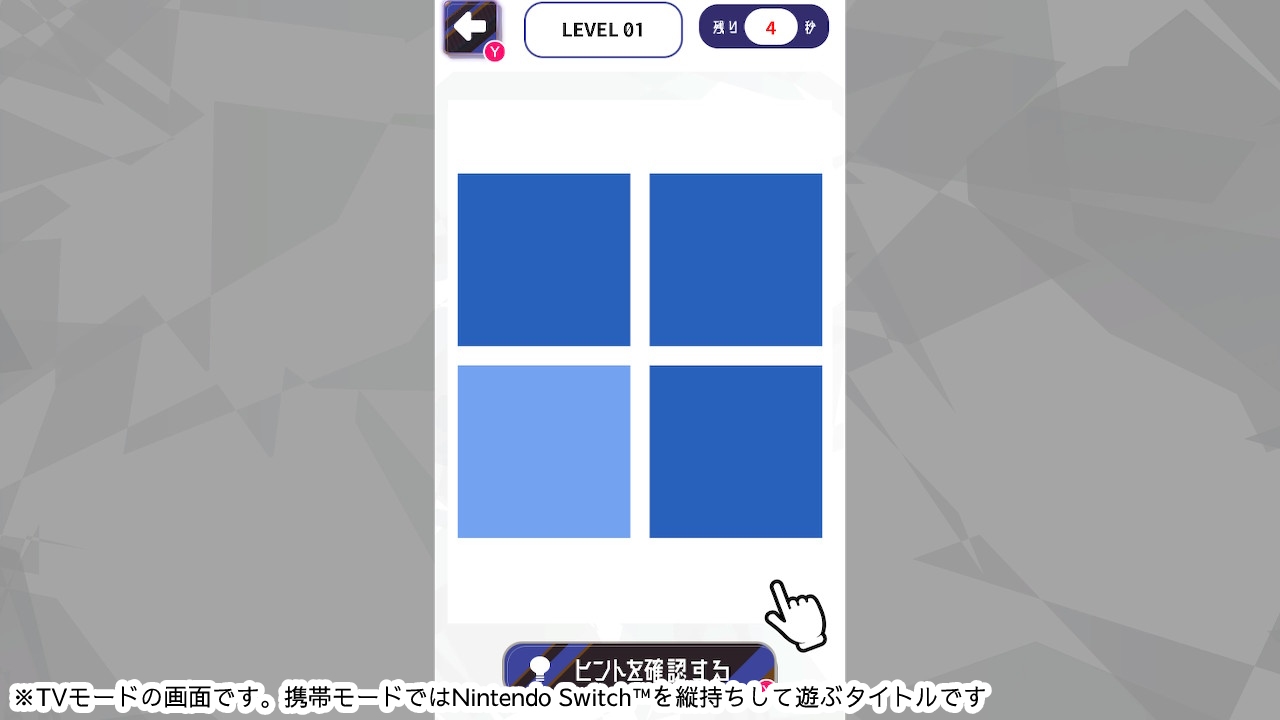 Y
LEVEL 01
残り 4 秒
ヒントを確認する
※TVモードの画面です。携帯モードではNintendo Switch™を縦持ちして遊ぶタイトルです